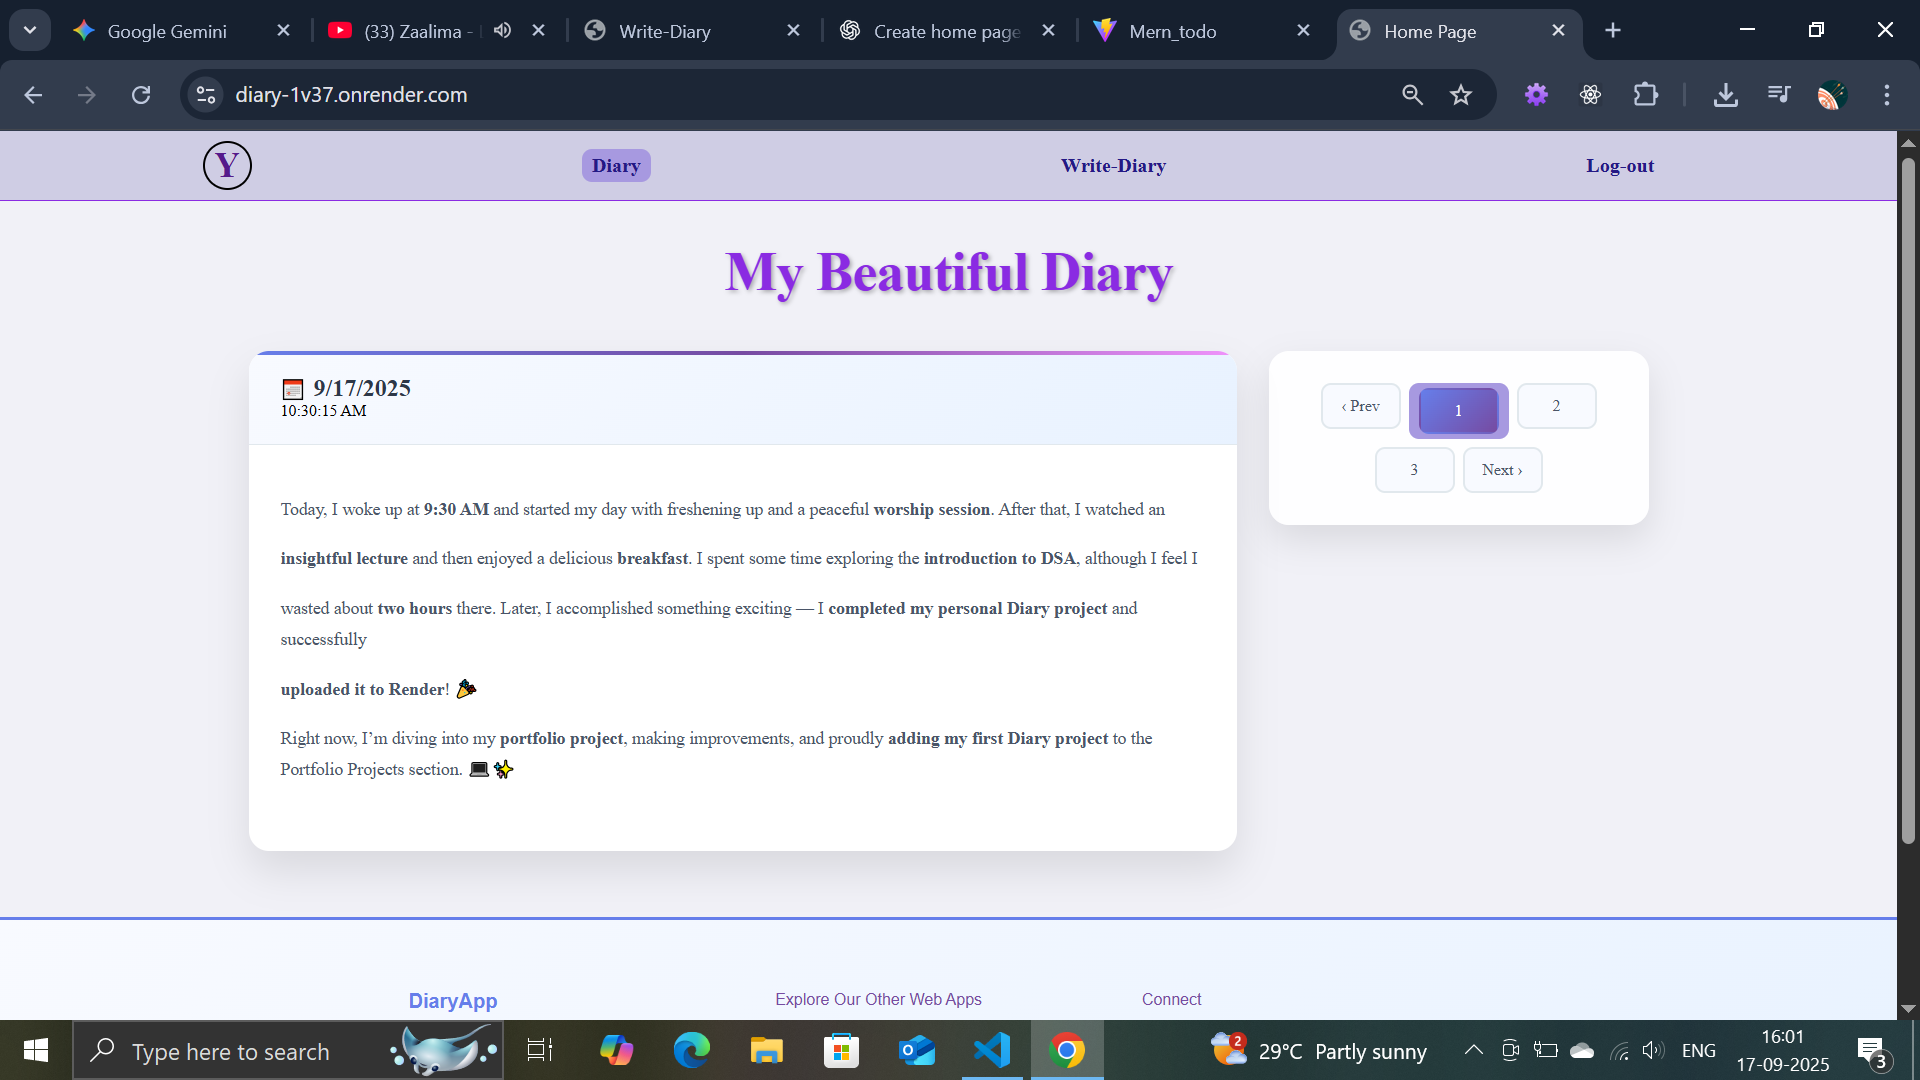 Google Gemini
(33) Zaalima -
Write-Diary
Create home page
Mern_todo
Home Page
diary-1v37.onrender.com
Y
Diary
Write-Diary
Log-out
My Beautiful Diary
9/17/2025
10:30:15 AM
Today, I woke up at 9:30 AM and started my day with freshening up and a peaceful worship session. After that, I watched an
insightful lecture and then enjoyed a delicious breakfast. I spent some time exploring the introduction to DSA, although I feel I
wasted about two hours there. Later, I accomplished something exciting — I completed my personal Diary project and
successfully
uploaded it to Render! 🎉
Right now, I’m diving into my portfolio project, making improvements, and proudly adding my first Diary project to the
Portfolio Projects section. 💻✨
‹ Prev
1
2
3
Next ›
DiaryApp
Explore Our Other Web Apps
Connect
Type here to search
2
29°C Partly sunny
ENG
16:01
17-09-2025
3